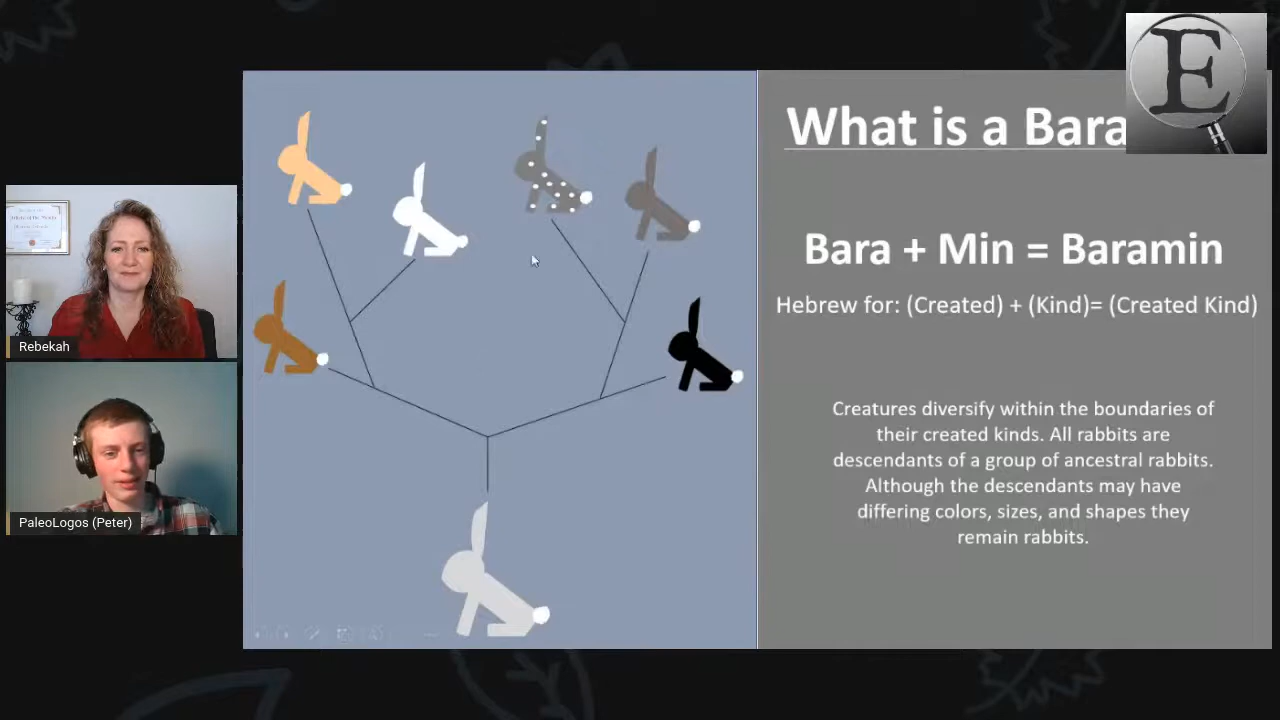 What is a Bara
E
Bara + Min = Baramin
Hebrew for: (Created) + (Kind)= (Created Kind)
Creatures diversify within the boundaries of
their created kinds. All rabbits are
descendants of a group of ancestral rabbits.
Although the descendants may have
differing colors, sizes, and shapes they
remain rabbits.
Rebekah
PaleoLogos (Peter)